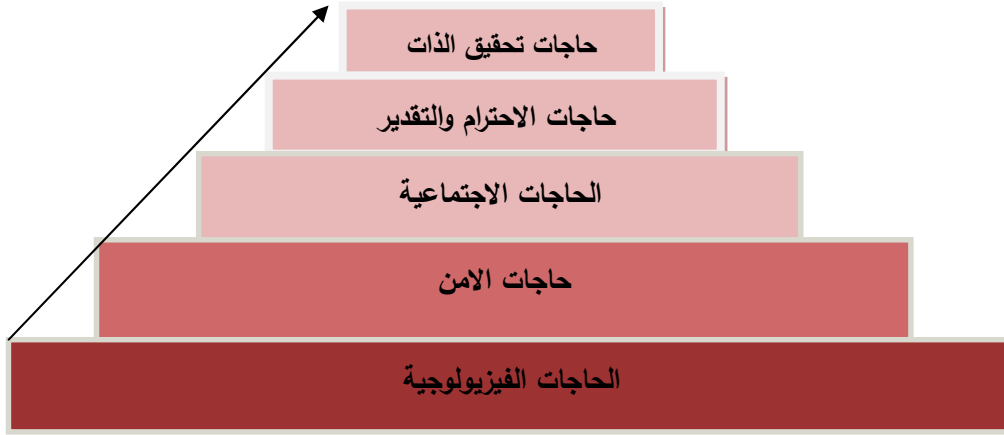 حاجات تحقيق الذات
حاجات الاحترام والتقدير
الحاجات الاجتماعية
حاجات الامن
الحاجات الفيزيولوجية